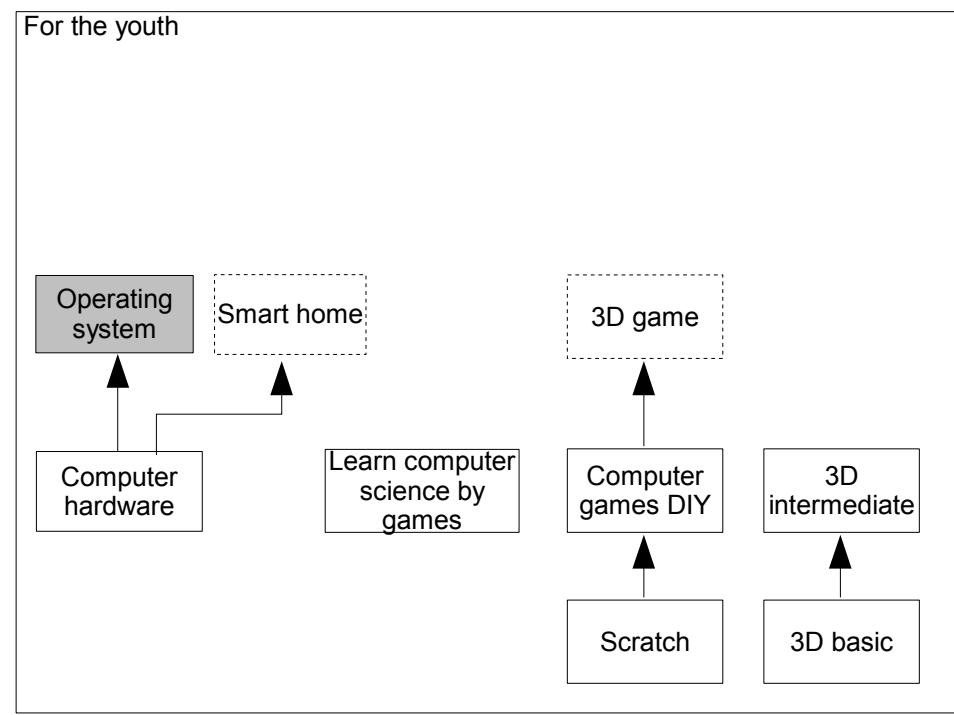 For the youth
Operating
system
Smart home
3D game
Computer
hardware
Learn computer
science by
games
Computer
games DIY
3D
intermediate
Scratch
3D basic